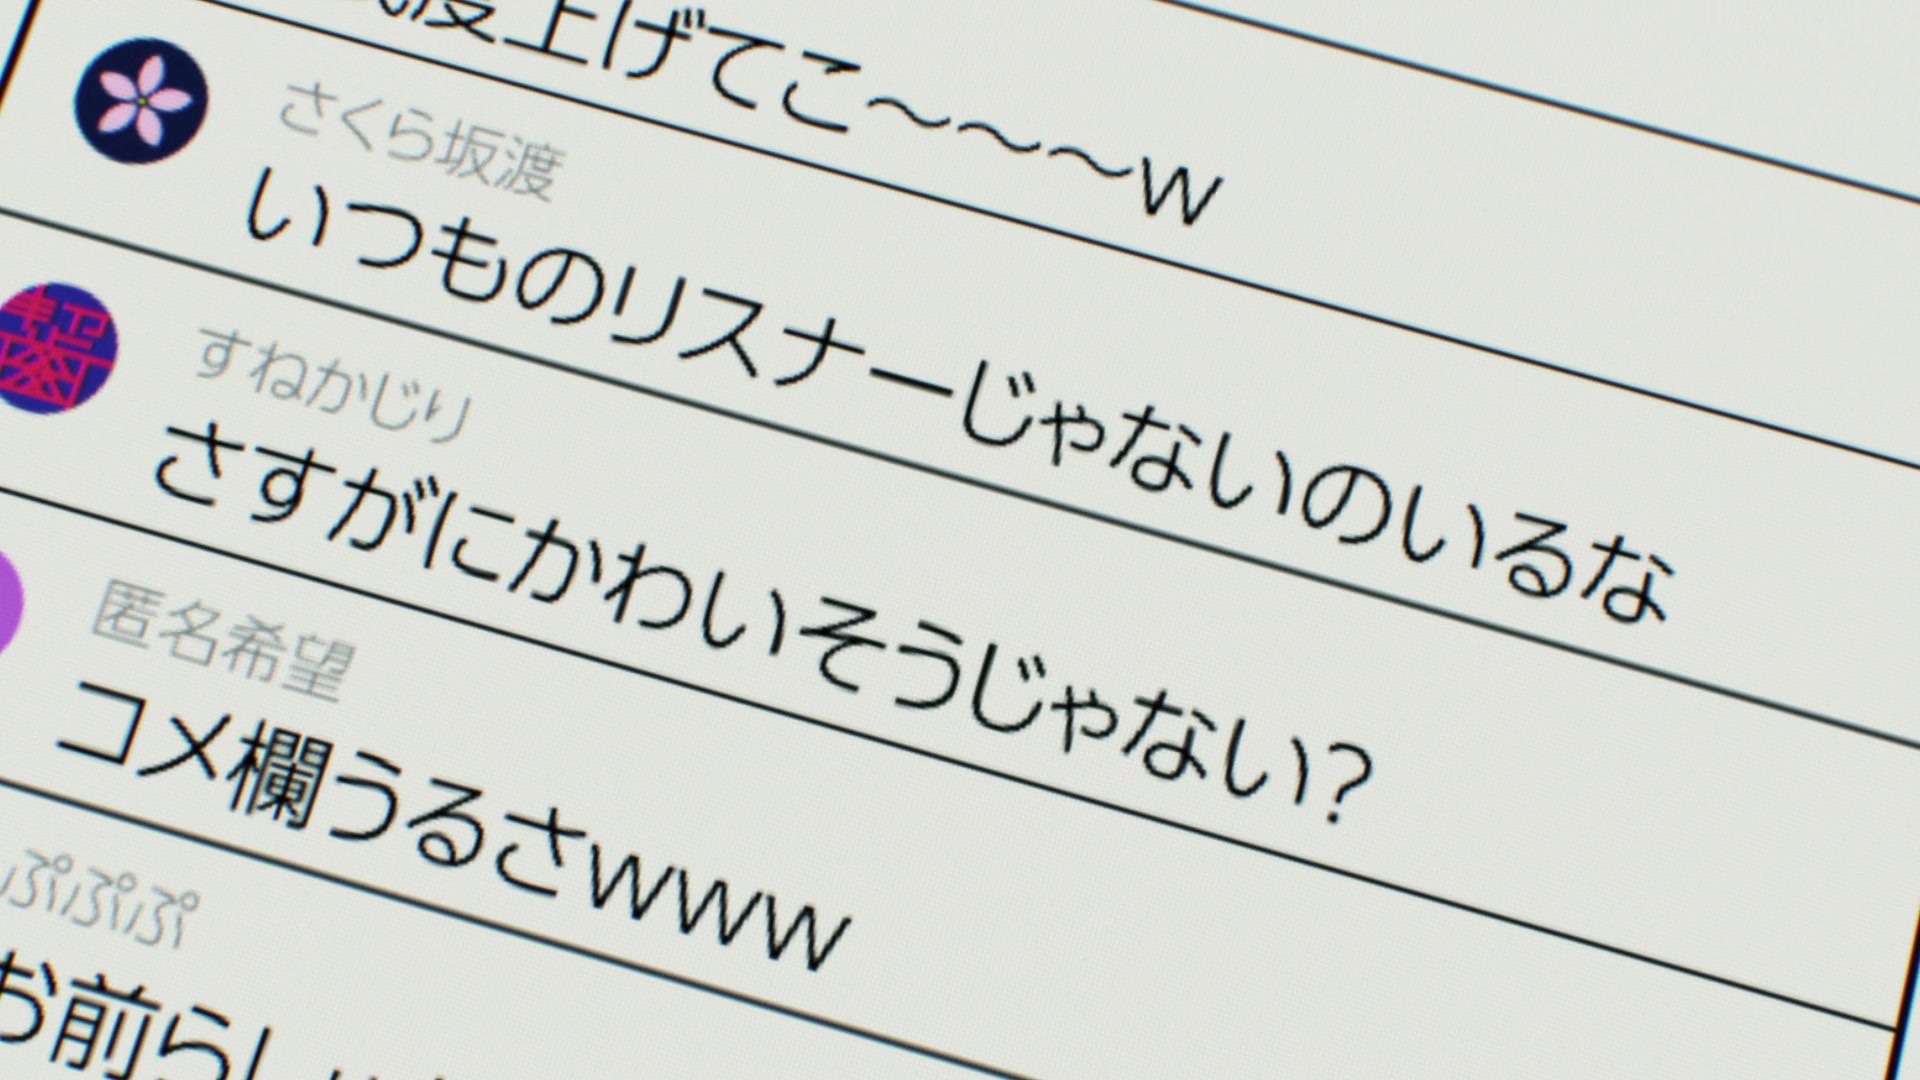 度上げてこ～～～w
さくら坂渡
いつものリスナーじゃないのいるな
すねかじり
さすがにかわいそうじゃない?
匿名希望
コメ欄うるさwww
ぷぷぷ
お前らし